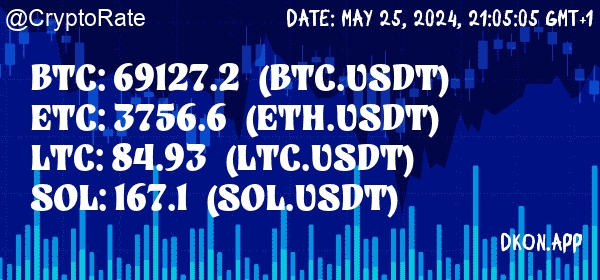 @CryptoRate
DATE: MAY 25, 2024, 21:05:05 GMT+1
BTC: 69127.2 (BTC.USDT)
ETC: 3756.6 (ETH.USDT)
LTC: 84.93 (LTC.USDT)
SOL: 167.1 (SOL.USDT)
DKON.APP